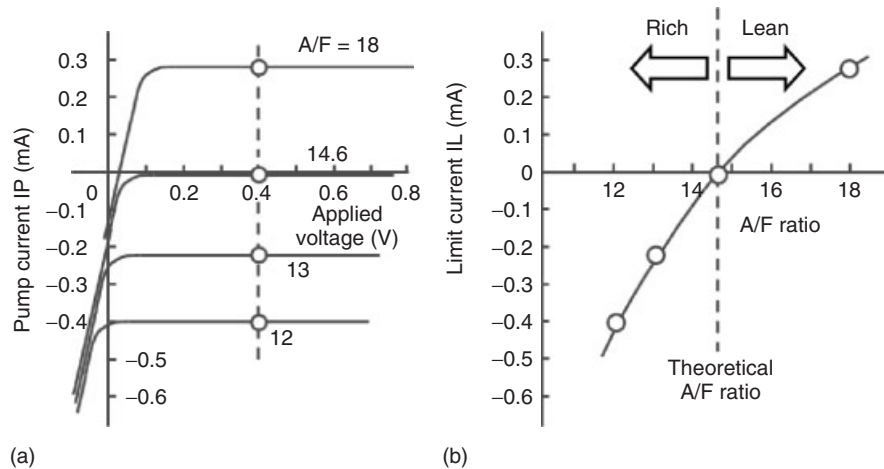 A/F = 18
0.3
0.2
0.1
0
14.6
0.2
0.4
0.6
0.8
Applied
voltage (V)
−0.1
−0.2
−0.3
−0.4
−0.5
−0.6
13
12
Pump current IP (mA)
(a)
Rich
Lean
0.3
0.2
0.1
0
−0.1
−0.2
−0.3
−0.4
−0.5
−0.6
12
14
16
18
A/F ratio
Limit current IL (mA)
Theoretical
A/F ratio
(b)